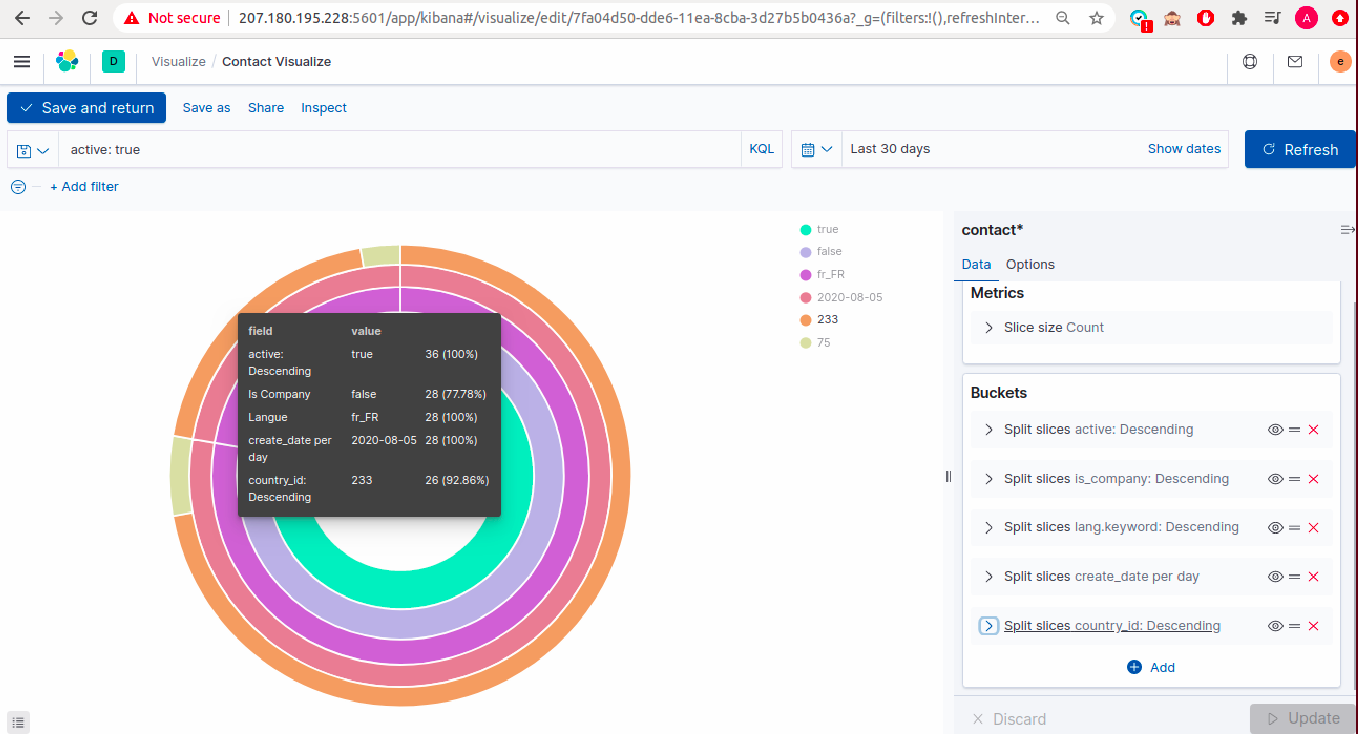 Not secure 207.180.195.228:5601/app/kibana#/visualize/edit/7fa04d50-dde6-11ea-8cba-3d27b5b0436a?_g=(filters:!(),refreshInter...
A
D Visualize / Contact Visualize e
Save and return Save as Share Inspect
active: true KQL Last 30 days Show dates Refresh
+ Add filter
true
false
fr_FR
2020-08-05
233
75
field value
active: Descending true 36 (100%)
Is Company false 28 (77.78%)
Langue fr_FR 28 (100%)
create_date per day 2020-08-05 28 (100%)
country_id: Descending 233 26 (92.86%)
contact*
Data Options
Metrics
Slice size Count
Buckets
Split slices active: Descending
Split slices is_company: Descending
Split slices lang.keyword: Descending
Split slices create_date per day
Split slices country_id: Descending
Add
Discard Update